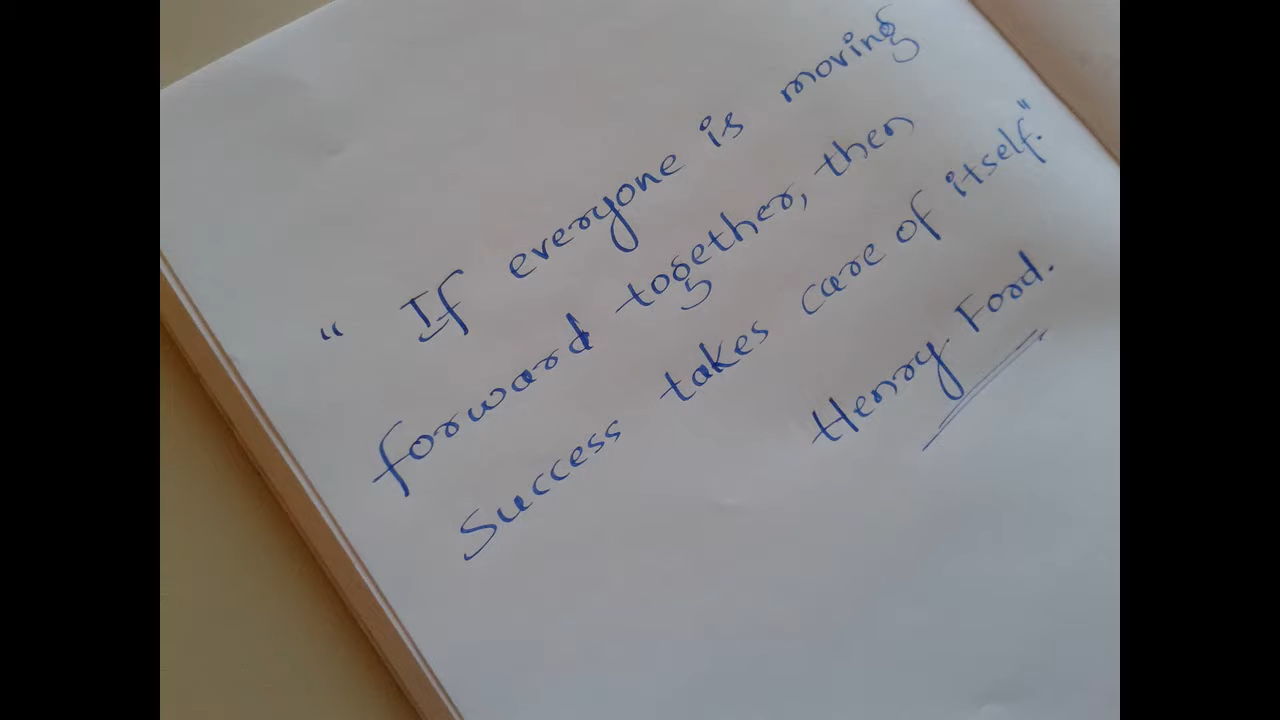 “ If everyone is moving
forward together, then
Success takes care of itself."
Henry Ford.